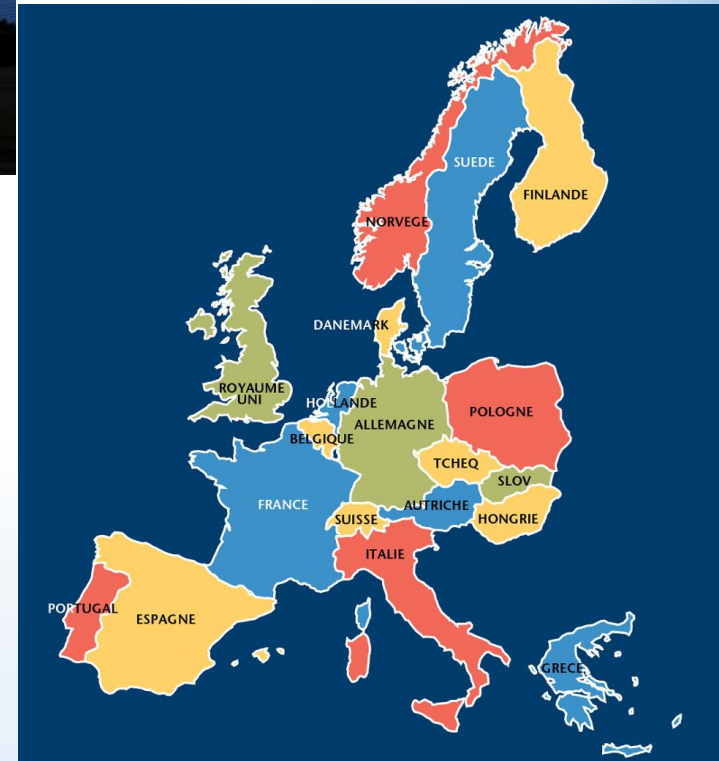 SUEDE
FINLANDE
NORVEGE
DANEMARK
ROYAUME
UNI
HOLLANDE
ALLEMAGNE
POLOGNE
BELGIQUE
TCHEQ
SLOV
FRANCE
AUTRICHE
SUISSE
HONGRIE
ITALIE
PORTUGAL
ESPAGNE
GRECE